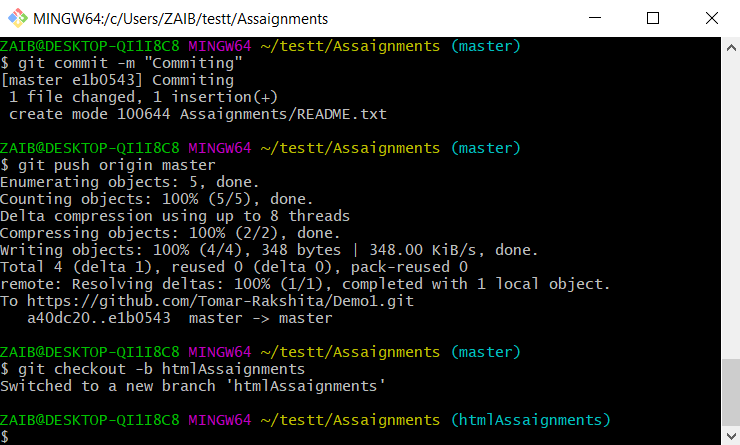 MINGW64:/c/Users/ZAIB/testt/Assaignments
ZAIB@DESKTOP-QI1I8C8 MINGW64 ~/testt/Assaignments (master)
$ git commit -m "Commiting"
[master e1b0543] Commiting
 1 file changed, 1 insertion(+)
 create mode 100644 Assaignments/README.txt
ZAIB@DESKTOP-QI1I8C8 MINGW64 ~/testt/Assaignments (master)
$ git push origin master
Enumerating objects: 5, done.
Counting objects: 100% (5/5), done.
Delta compression using up to 8 threads
Compressing objects: 100% (2/2), done.
Writing objects: 100% (4/4), 348 bytes | 348.00 KiB/s, done.
Total 4 (delta 1), reused 0 (delta 0), pack-reused 0
remote: Resolving deltas: 100% (1/1), completed with 1 local object.
To https://github.com/Tomar-Rakshita/Demo1.git
   a40dc20..e1b0543  master -> master
ZAIB@DESKTOP-QI1I8C8 MINGW64 ~/testt/Assaignments (master)
$ git checkout -b htmlAssaignments
Switched to a new branch 'htmlAssaignments'
ZAIB@DESKTOP-QI1I8C8 MINGW64 ~/testt/Assaignments (htmlAssaignments)
$